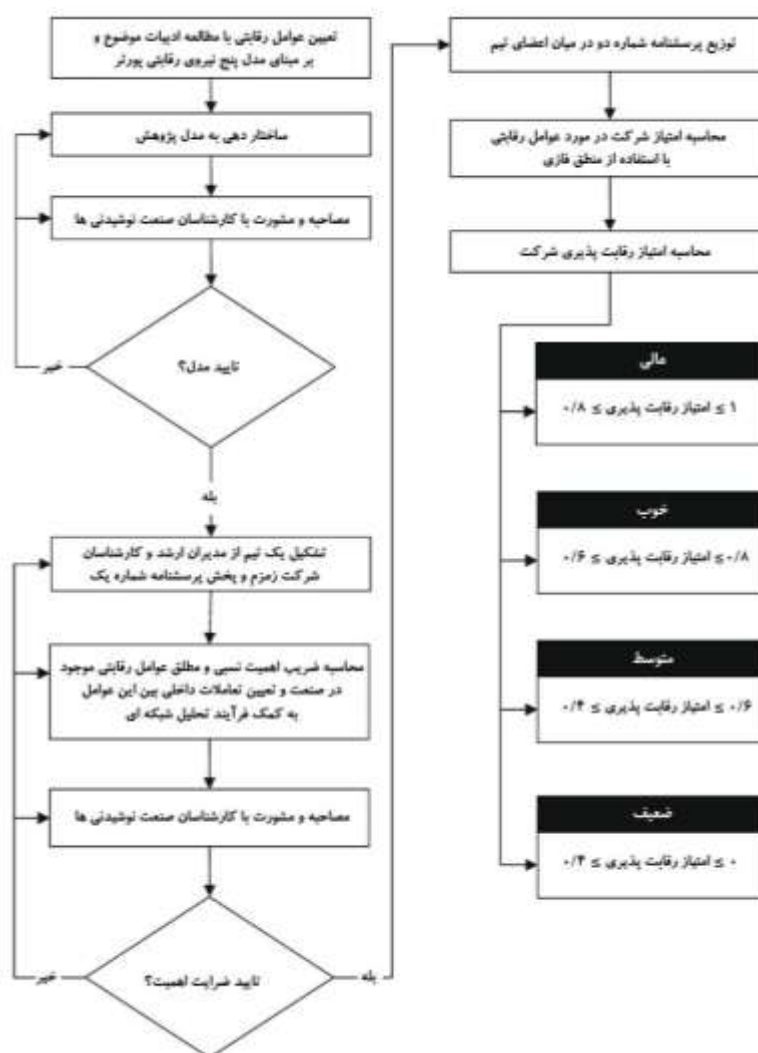 تعیین عوامل رقابتی با مطالعه ادبیات موضوع و
بر مبنای مدل پنج نیروی رقابتی پورتر
ساختار دهی به مدل پژوهش
مصاحبه و مشورت با کارشناسان صنعت نوشیدنی ها
تایید مدل؟
خیر
بله
تشکیل یک تیم از مدیران ارشد و کارشناسان
شرکت زمزم و پخش پرسشنامه شماره یک
محاسبه ضریب اهمیت نسبی و مطلق عوامل رقابتی موجود
در صنعت و تعیین تعاملات داخلی بین این عوامل
به کمک فرآیند تحلیل شبکه ای
مصاحبه و مشورت با کارشناسان صنعت نوشیدنی ها
تایید ضرایت اهمیت؟
خیر
بله
توزیع پرسشنامه شماره دو در میان اعضای تیم
محاسبه امتیاز شرکت در مورد عوامل رقابتی
با استفاده از منطق فازی
محاسبه امتیاز رقابت پذیری شرکت
عالی
۱ ≥ امتیاز رقابت پذیری ≥ ۰/۸
خوب
۰/۸ ≥ امتیاز رقابت پذیری ≥ ۰/۶
متوسط
۰/۶ ≥ امتیاز رقابت پذیری ≥ ۰/۴
ضعیف
۰ ≥ امتیاز رقابت پذیری ≥ ۰/۴